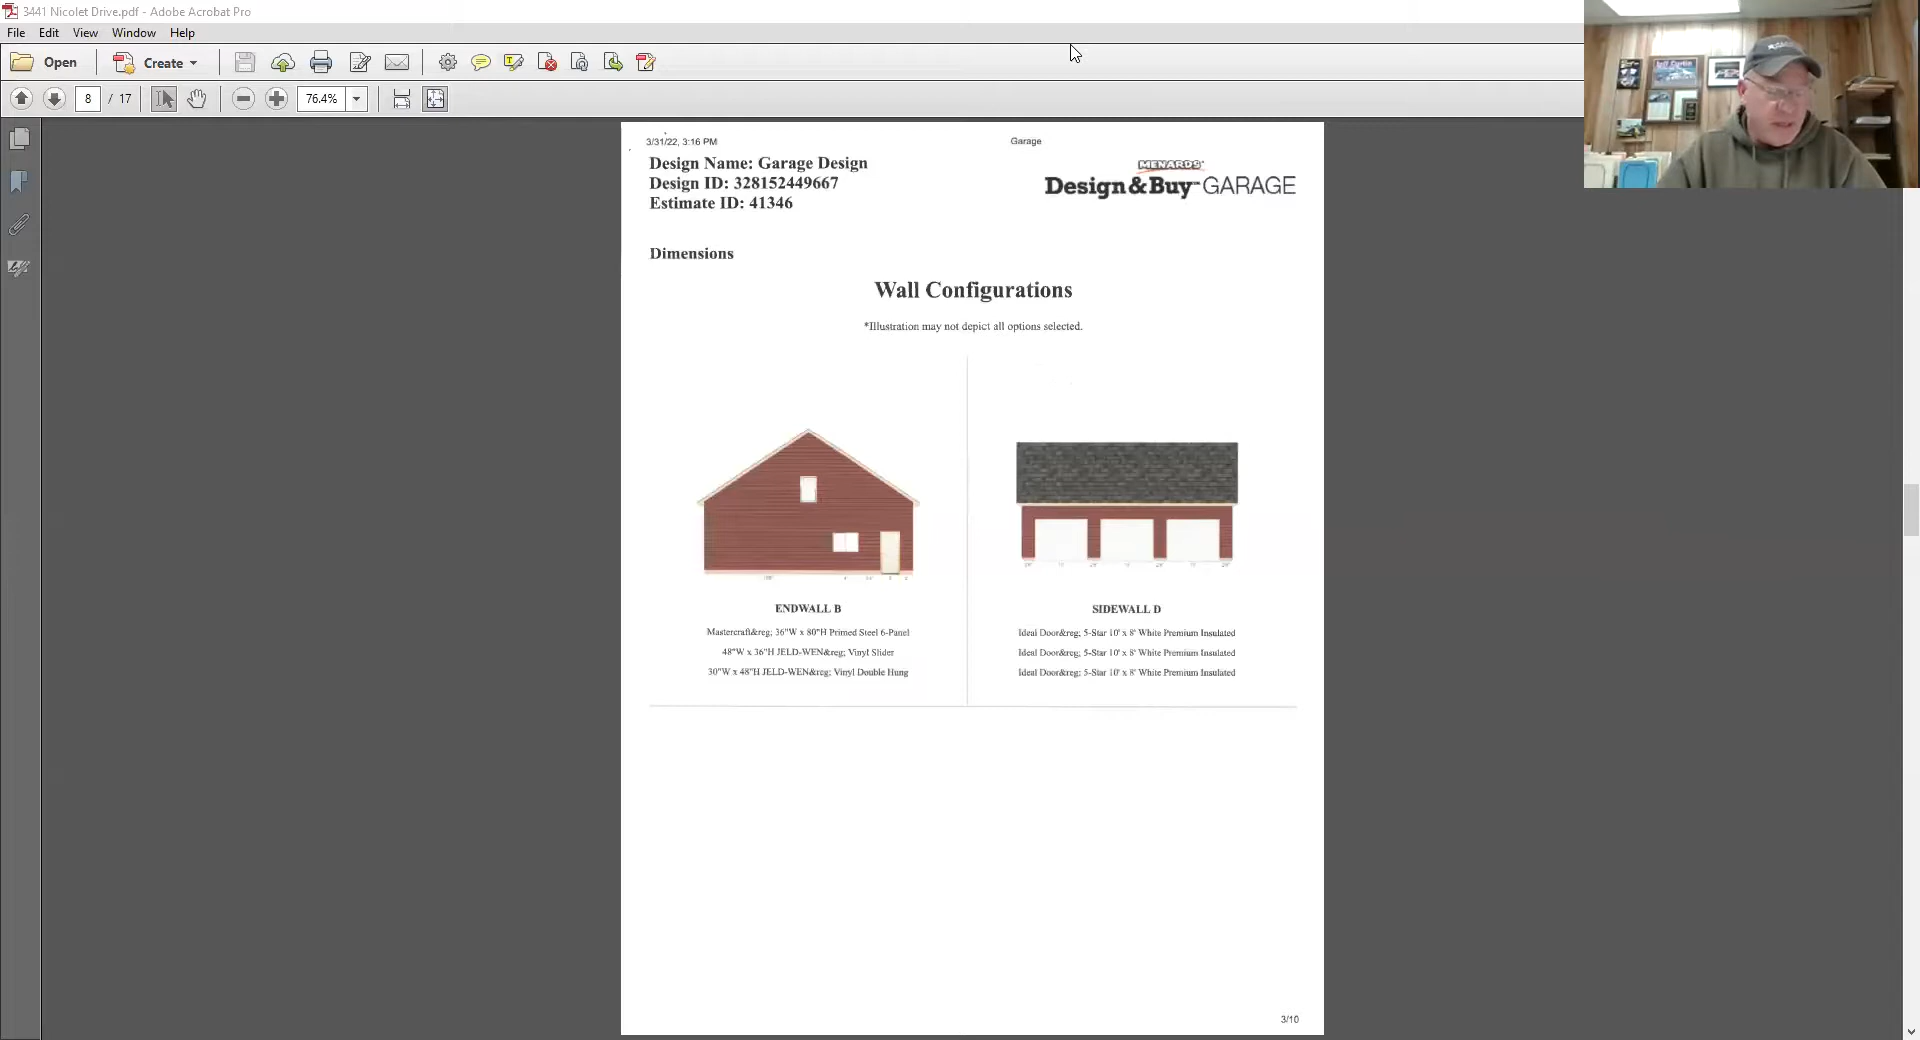 3441 Nicolet Drive.pdf - Adobe Acrobat Pro
File Edit View Window Help
Open Create
8 / 17 76.4%
3/31/22, 3:16 PM Garage
Design Name: Garage Design
Design ID: 328152449667
Estimate ID: 41346
MENARDS
Design&Buy GARAGE
Dimensions
Wall Configurations
*Illustration may not depict all options selected.
ENDWALL B
Mastercraft&reg; 36"W x 80"H Primed Steel 6-Panel
48"W x 36"H JELD-WEN&reg; Vinyl Slider
30"W x 48"H JELD-WEN&reg; Vinyl Double Hung
SIDEWALL D
Ideal Door&reg; 5-Star 10' x 8' White Premium Insulated
Ideal Door&reg; 5-Star 10' x 8' White Premium Insulated
Ideal Door&reg; 5-Star 10' x 8' White Premium Insulated
3/10